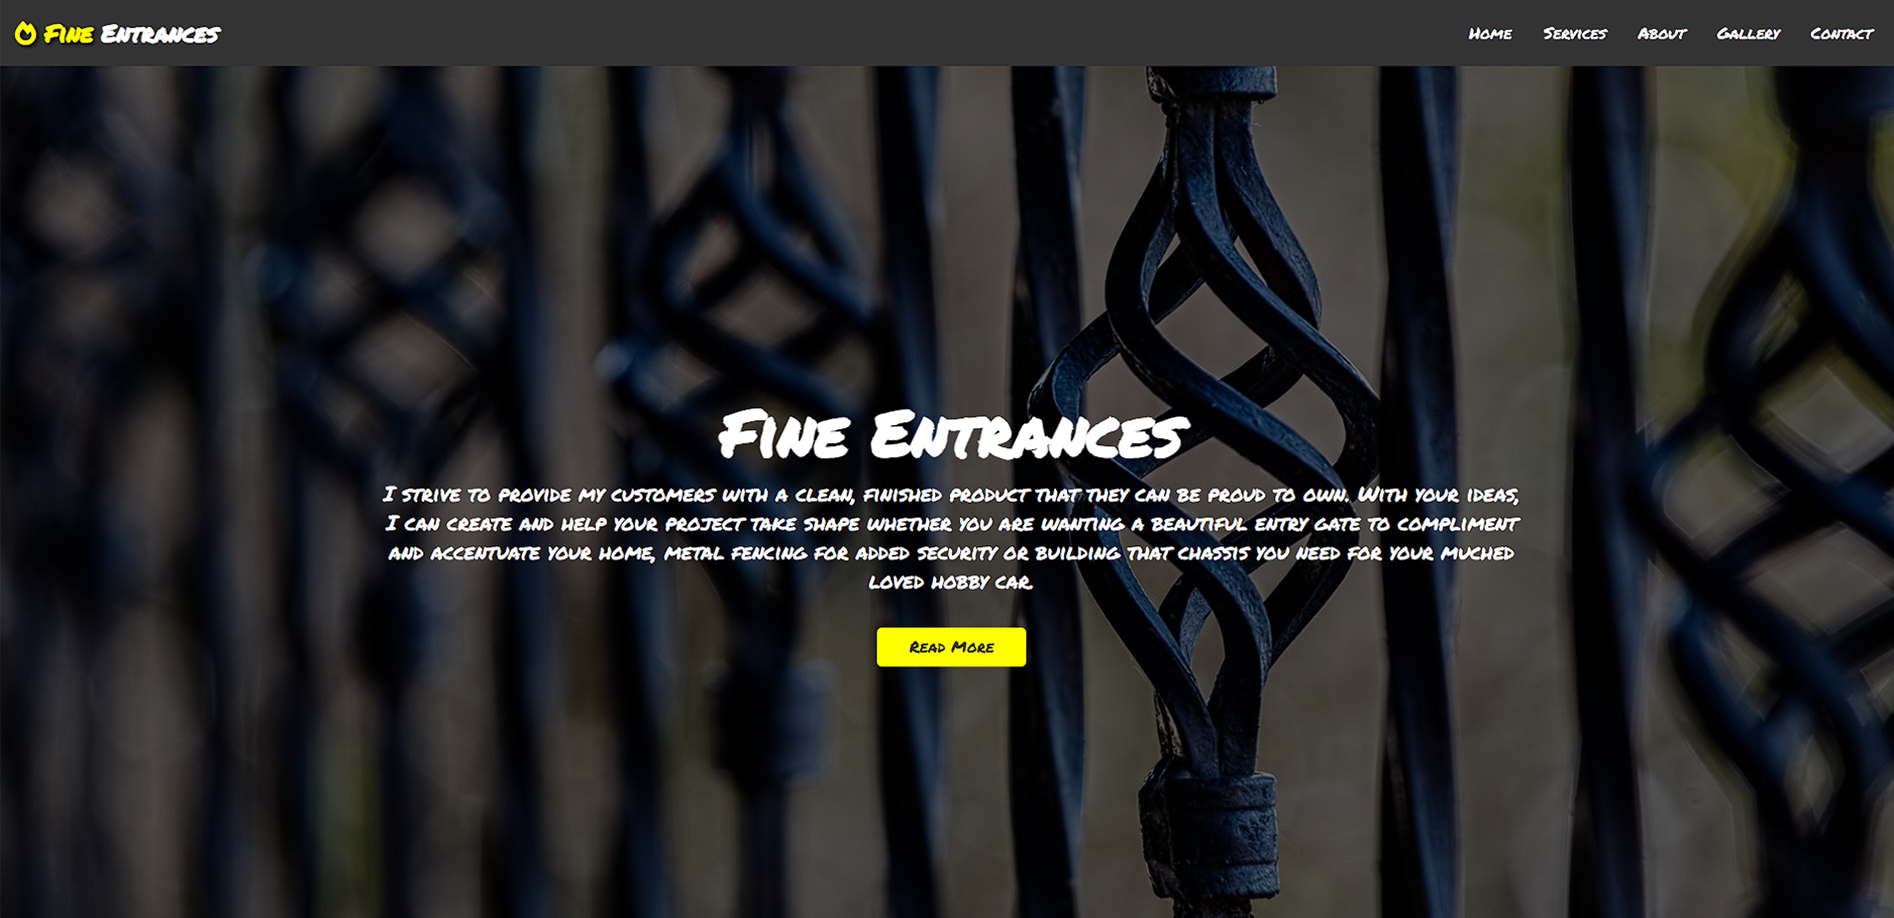 Fine Entrances
Home Services About Gallery Contact
Fine Entrances
I strive to provide my customers with a clean, finished product that they can be proud to own. With your ideas,
I can create and help your project take shape whether you are wanting a beautiful entry gate to compliment
and accentuate your home, metal fencing for added security or building that chassis you need for your muched
loved hobby car.
Read More